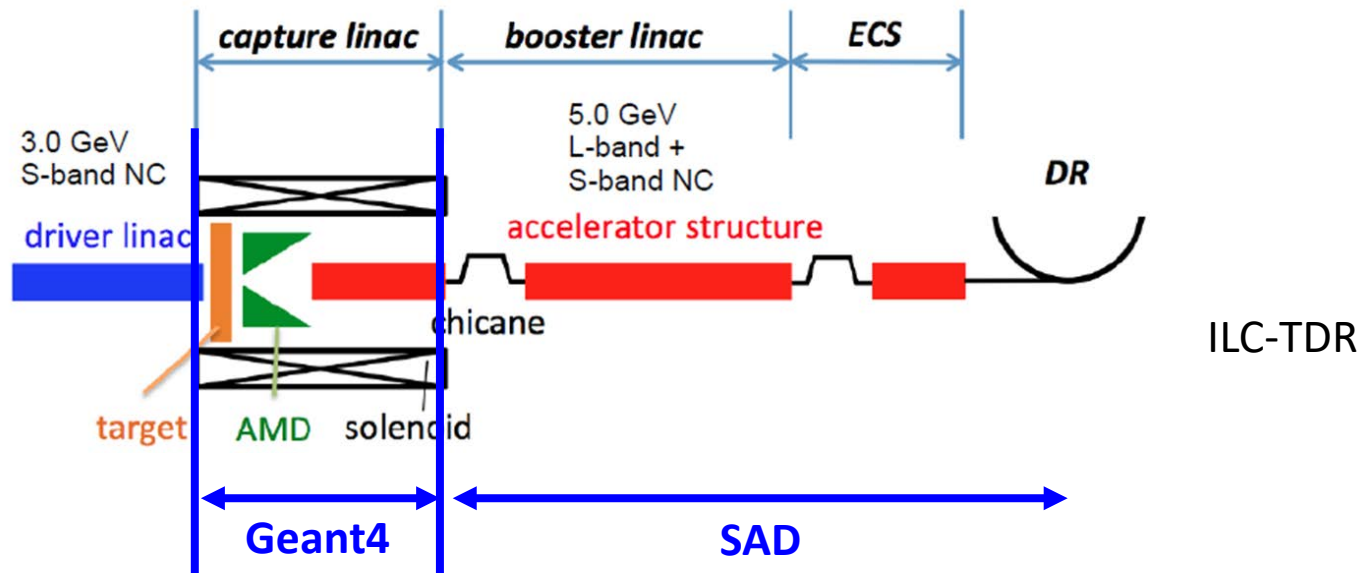 capture linac
booster linac
ECS
3.0 GeV
S-band NC
5.0 GeV
L-band +
S-band NC
DR
driver linac
accelerator structure
chicane
ILC-TDR
target
AMD
solenoid
Geant4
SAD